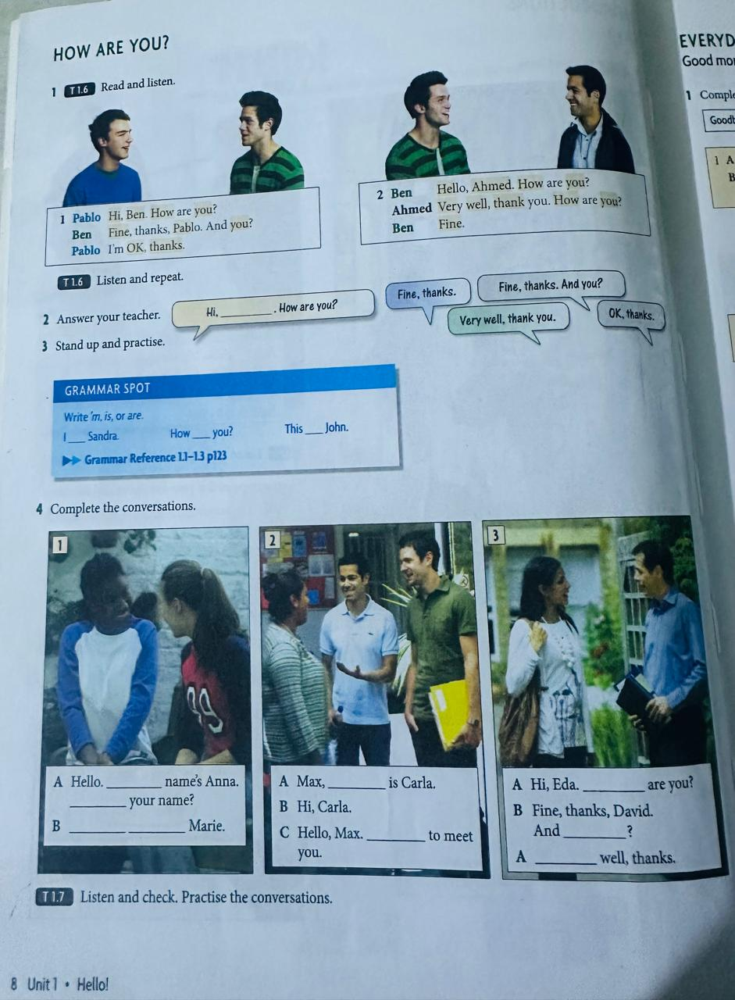 HOW ARE YOU?
1 T 1.6 Read and listen.
1 Pablo Hi, Ben. How are you?
Ben Fine, thanks, Pablo. And you?
Pablo I'm OK, thanks.
2 Ben Hello, Ahmed. How are you?
Ahmed Very well, thank you. How are you?
Ben Fine.
T 1.6 Listen and repeat.
2 Answer your teacher.
Hi, ________ . How are you?
Fine, thanks.
Fine, thanks. And you?
Very well, thank you.
OK, thanks.
3 Stand up and practise.
GRAMMAR SPOT
Write 'm, is, or are.
I ___ Sandra. How ___ you? This ___ John.
Grammar Reference 1.1–1.3 p123
4 Complete the conversations.
1
99
A Hello. ________ name's Anna.
________ your name?
B ________ ________ Marie.
2
A Max, ________ is Carla.
B Hi, Carla.
C Hello, Max. ________ to meet
you.
3
A Hi, Eda. ________ are you?
B Fine, thanks, David.
And ________ ?
A ________ well, thanks.
T 1.7 Listen and check. Practise the conversations.
8 Unit 1 • Hello!
EVERYD
Good mo
1 Comple
Goodb
1 A
B